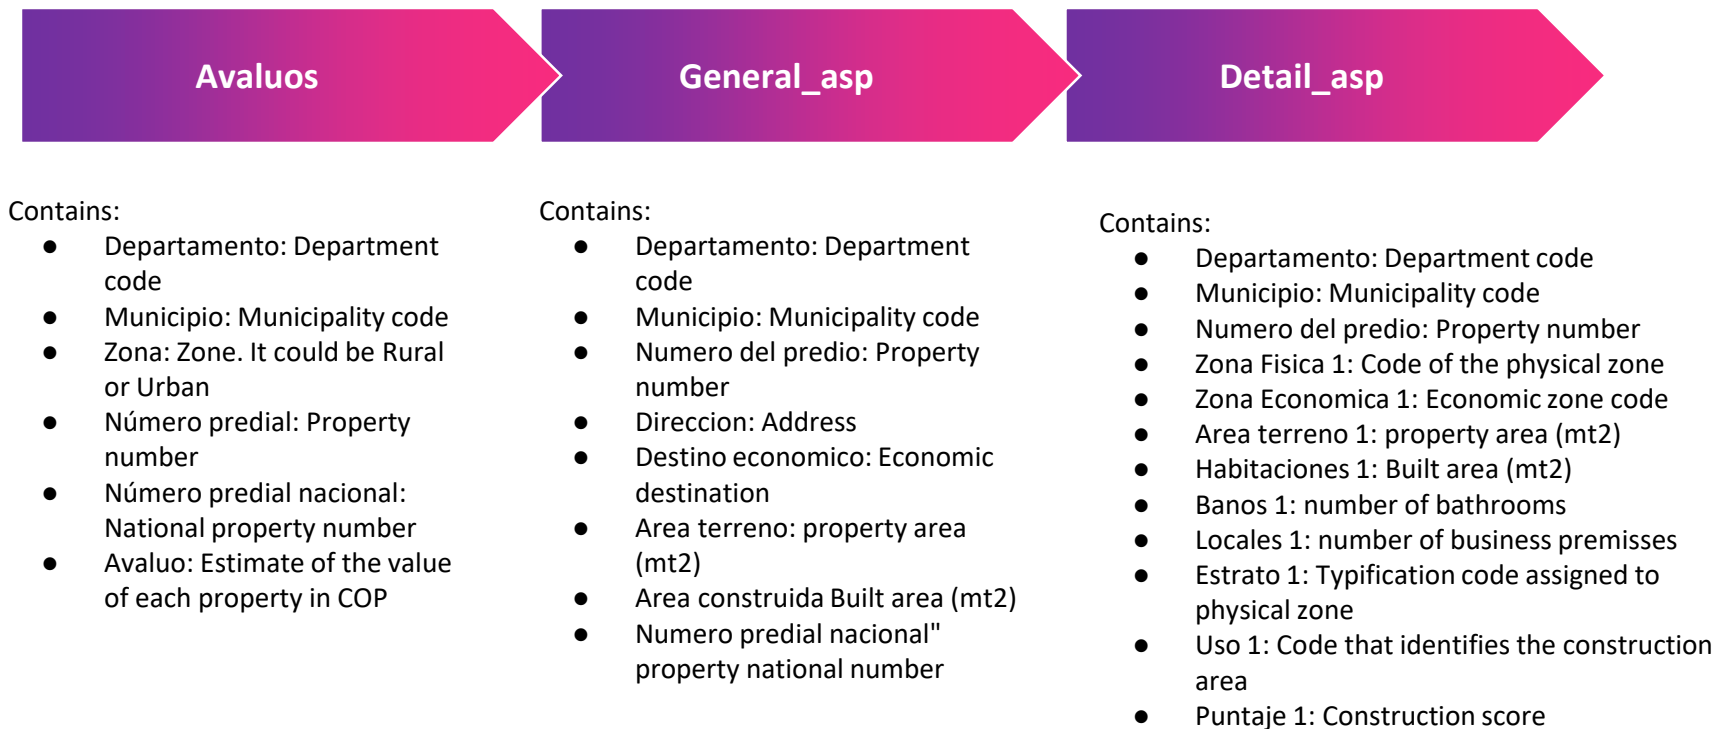 Avaluos
General_asp
Detail_asp
Contains:
● Departamento: Department
code
● Municipio: Municipality code
● Zona: Zone. It could be Rural
or Urban
● Número predial: Property
number
● Número predial nacional:
National property number
● Avaluo: Estimate of the value
of each property in COP
Contains:
● Departamento: Department
code
● Municipio: Municipality code
● Numero del predio: Property
number
● Direccion: Address
● Destino economico: Economic
destination
● Area terreno: property area
(mt2)
● Area construida Built area (mt2)
● Numero predial nacional"
property national number
Contains:
● Departamento: Department code
● Municipio: Municipality code
● Numero del predio: Property number
● Zona Fisica 1: Code of the physical zone
● Zona Economica 1: Economic zone code
● Area terreno 1: property area (mt2)
● Habitaciones 1: Built area (mt2)
● Banos 1: number of bathrooms
● Locales 1: number of business premisses
● Estrato 1: Typification code assigned to
physical zone
● Uso 1: Code that identifies the construction
area
● Puntaje 1: Construction score